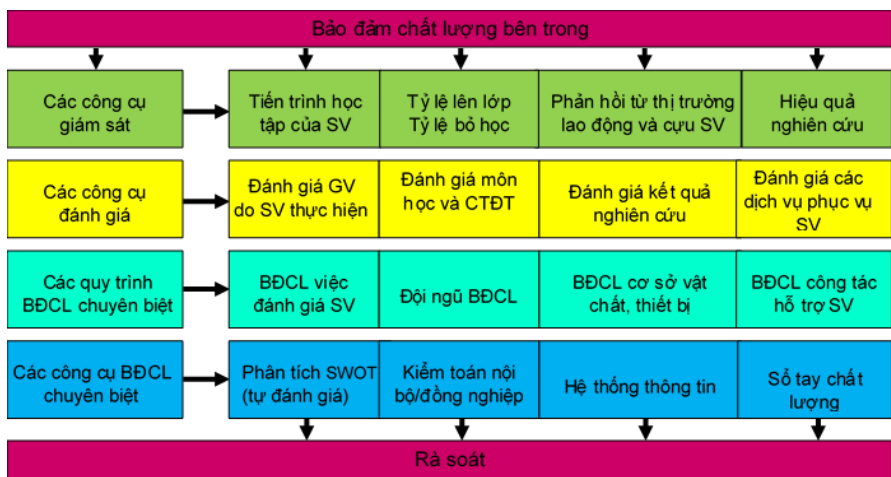 Bảo đảm chất lượng bên trong
Các công cụ
giám sát
Tiến trình học
tập của SV
Tỷ lệ lên lớp
Tỷ lệ bỏ học
Phản hồi từ thị trường
lao động và cựu SV
Hiệu quả
nghiên cứu
Các công cụ
đánh giá
Đánh giá GV
do SV thực hiện
Đánh giá môn
học và CTĐT
Đánh giá kết quả
nghiên cứu
Đánh giá các
dịch vụ phục vụ
SV
Các quy trình
BĐCL chuyên biệt
BĐCL việc
đánh giá SV
Đội ngũ BĐCL
BĐCL cơ sở vật
chất, thiết bị
BĐCL công tác
hỗ trợ SV
Các công cụ BĐCL
chuyên biệt
Phân tích SWOT
(tự đánh giá)
Kiểm toán nội
bộ/đồng nghiệp
Hệ thống thông tin
Sổ tay chất
lượng
Rà soát